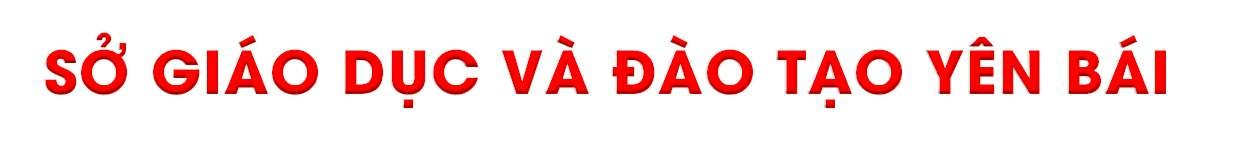 SỞ GIÁO DỤC VÀ ĐÀO TẠO YÊN BÁI